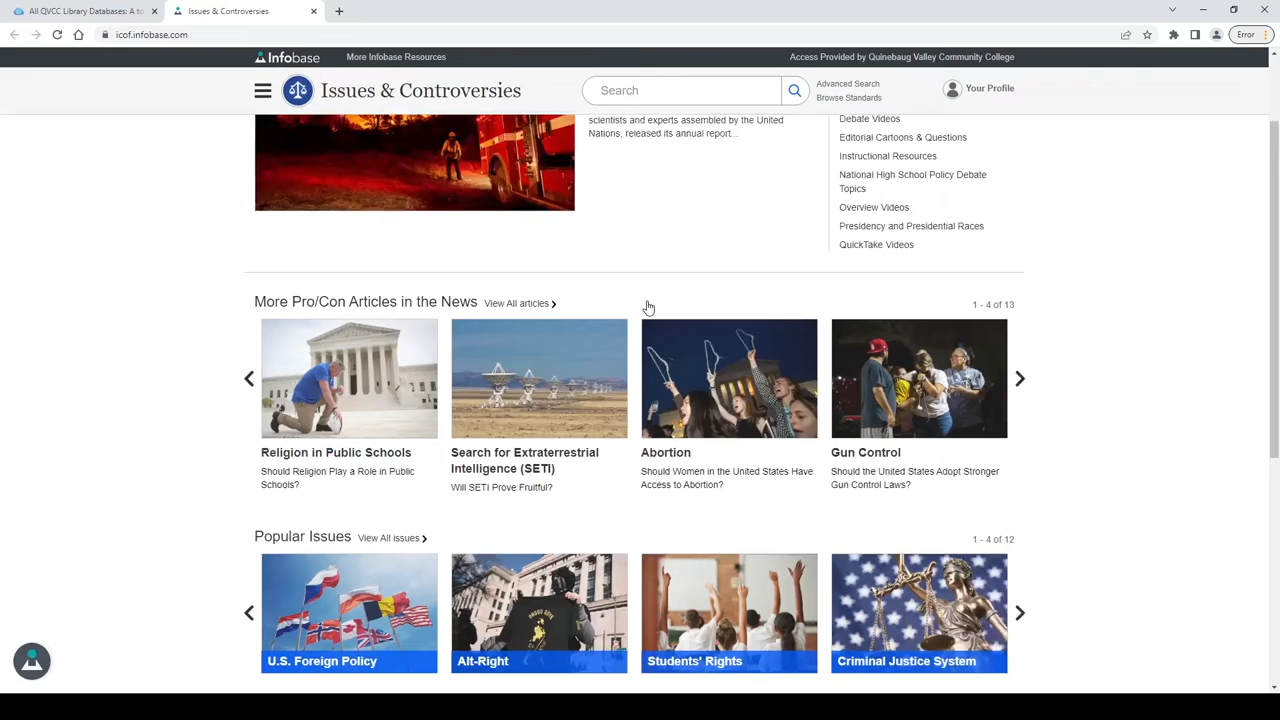 All QVCC Library Databases: A to
Issues & Controversies
icof.infobase.com
Error
Infobase
More Infobase Resources
Access Provided by Quinebaug Valley Community College
Issues & Controversies
Search
Advanced Search
Browse Standards
Your Profile
scientists and experts assembled by the United
Nations, released its annual report...
Debate Videos
Editorial Cartoons & Questions
Instructional Resources
National High School Policy Debate
Topics
Overview Videos
Presidency and Presidential Races
QuickTake Videos
More Pro/Con Articles in the News
View All articles
1 - 4 of 13
Religion in Public Schools
Should Religion Play a Role in Public
Schools?
Search for Extraterrestrial
Intelligence (SETI)
Will SETI Prove Fruitful?
Abortion
Should Women in the United States Have
Access to Abortion?
Gun Control
Should the United States Adopt Stronger
Gun Control Laws?
Popular Issues
View All issues
1 - 4 of 12
PROUD BOYS
U.S. Foreign Policy
Alt-Right
Students' Rights
Criminal Justice System